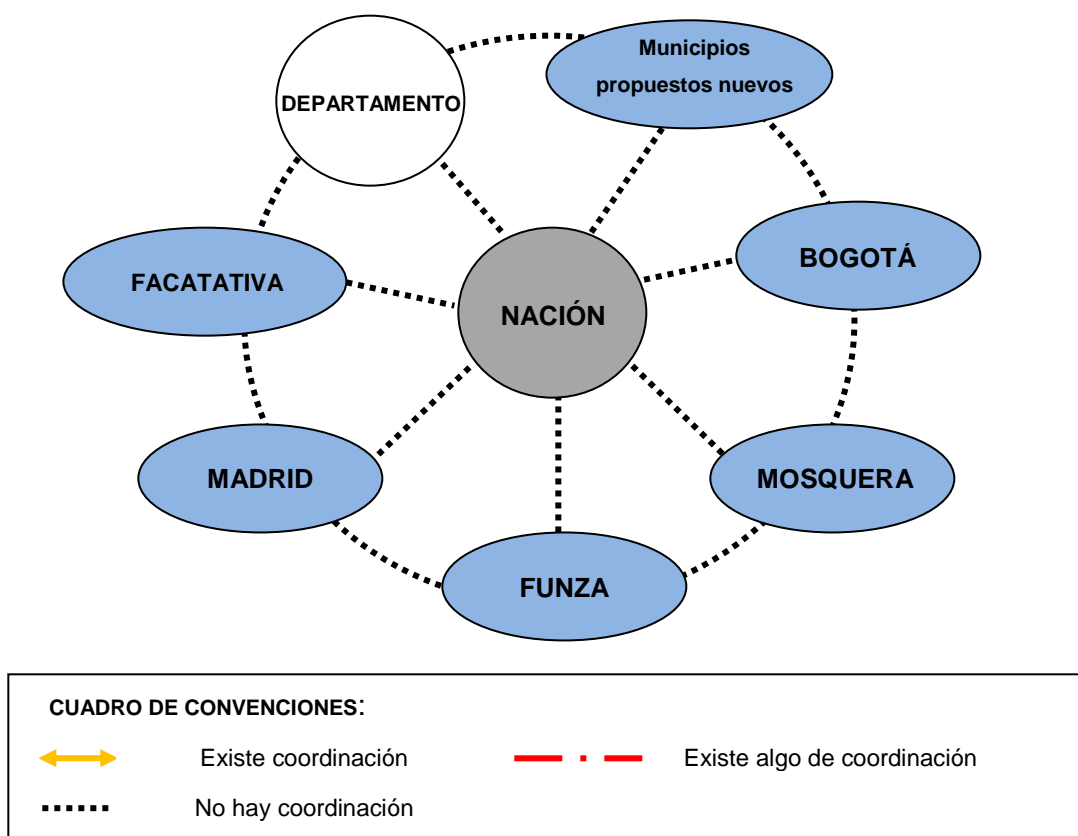 Municipios
propuestos nuevos
DEPARTAMENTO
BOGOTÁ
FACATATIVA
NACIÓN
MADRID
MOSQUERA
FUNZA
CUADRO DE CONVENCIONES:
Existe coordinación
Existe algo de coordinación
No hay coordinación